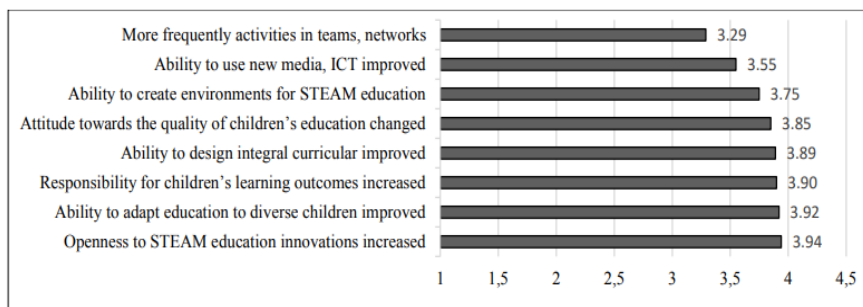 More frequently activities in teams, networks 3.29
Ability to use new media, ICT improved 3.55
Ability to create environments for STEAM education 3.75
Attitude towards the quality of children's education changed 3.85
Ability to design integral curricular improved 3.89
Responsibility for children's learning outcomes increased 3.90
Ability to adapt education to diverse children improved 3.92
Openness to STEAM education innovations increased 3.94
1 1,5 2 2,5 3 3,5 4 4,5